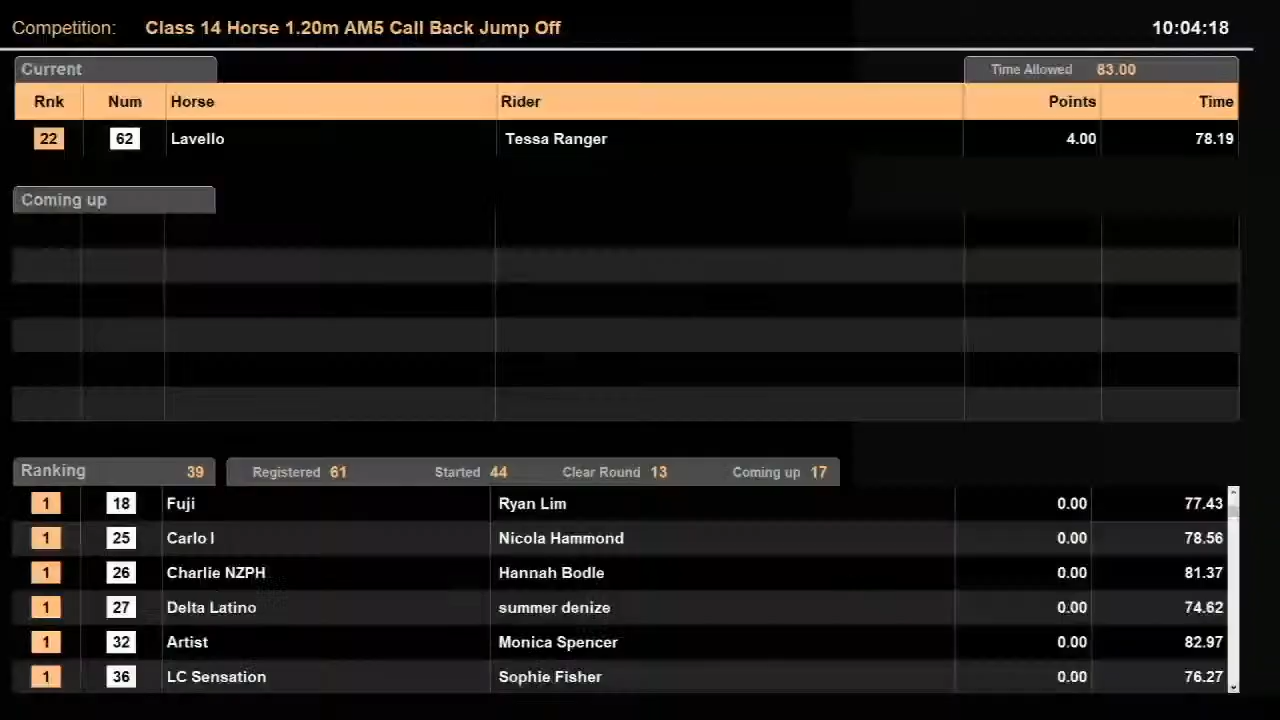 Competition: Class 14 Horse 1.20m AM5 Call Back Jump Off 10:04:18
Current Time Allowed 83.00
Rnk Num Horse Rider Points Time
22 62 Lavello Tessa Ranger 4.00 78.19
Coming up
Ranking 39 Registered 61 Started 44 Clear Round 13 Coming up 17
1 18 Fuji Ryan Lim 0.00 77.43
1 25 Carlo I Nicola Hammond 0.00 78.56
1 26 Charlie NZPH Hannah Bodle 0.00 81.37
1 27 Delta Latino summer denize 0.00 74.62
1 32 Artist Monica Spencer 0.00 82.97
1 36 LC Sensation Sophie Fisher 0.00 76.27